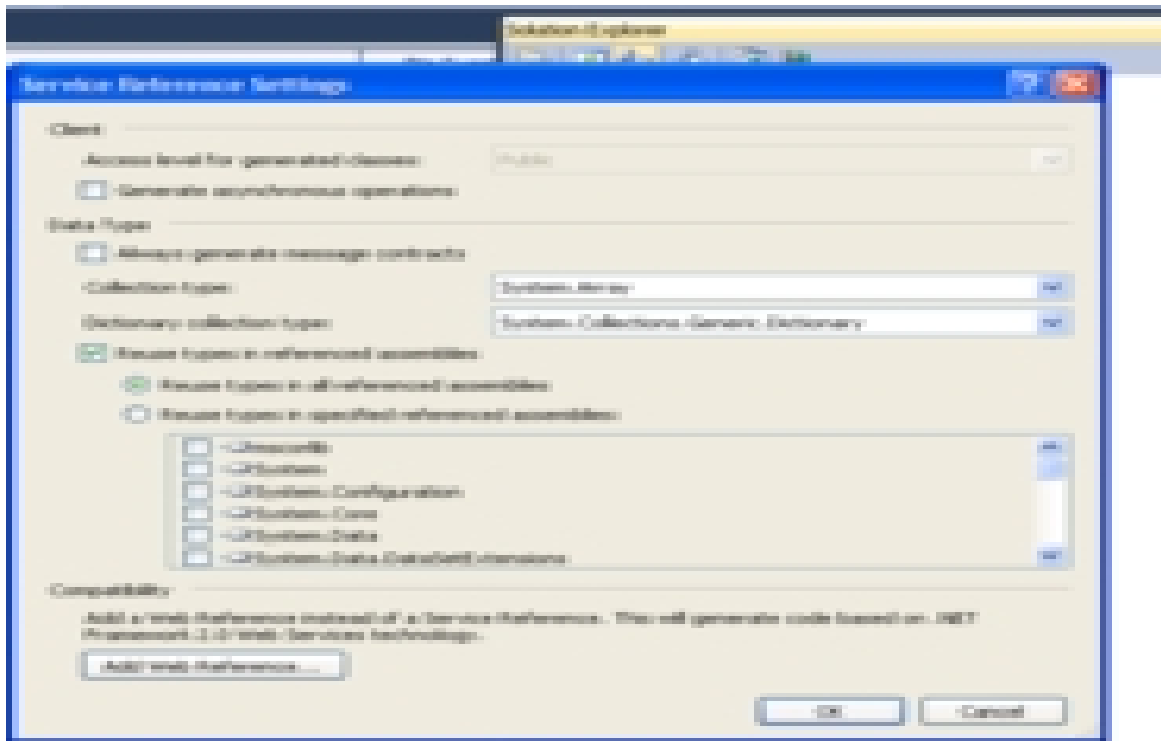 Solution Explorer
Service Reference Settings
Client
Access level for generated classes:
Public
Generate asynchronous operations
Data Type
Always generate message contracts
Collection type:
System.Array
Dictionary collection type:
System.Collections.Generic.Dictionary
Reuse types in referenced assemblies
Reuse types in all referenced assemblies
Reuse types in specified referenced assemblies:
mscorlib
System
System.Configuration
System.Core
System.Data
System.Data.DataSetExtensions
Compatibility
Add a Web Reference instead of a Service Reference. This will generate code based on .NET
Framework 2.0 Web Services technology.
Add Web Reference...
OK
Cancel